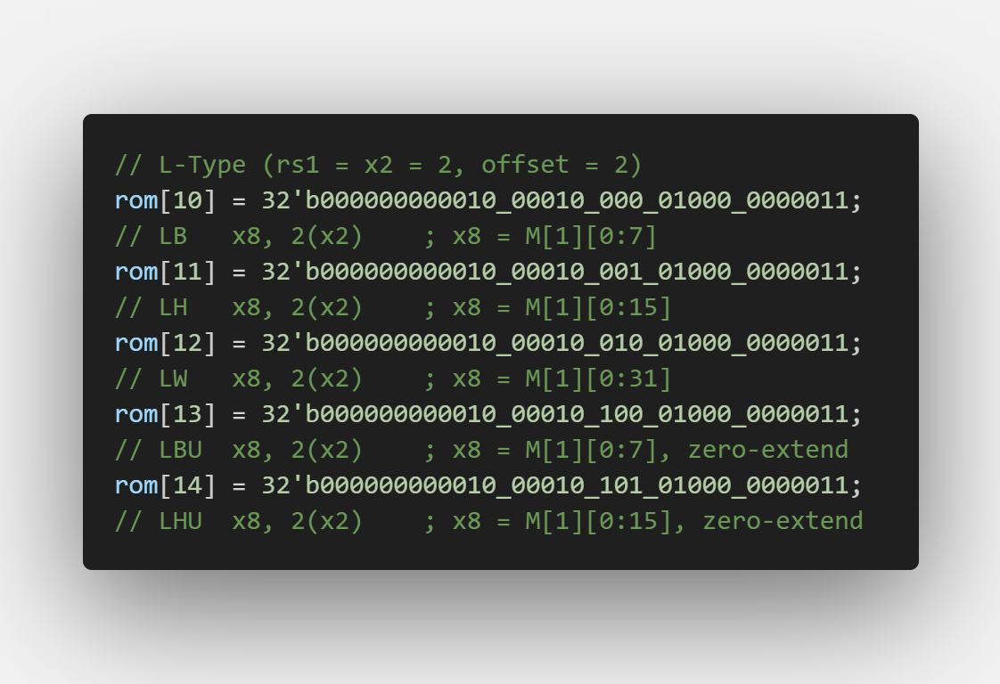 // L-Type (rs1 = x2 = 2, offset = 2)
rom[10] = 32'b000000000010_00010_000_01000_0000011;
// LB   x8, 2(x2)    ; x8 = M[1][0:7]
rom[11] = 32'b000000000010_00010_001_01000_0000011;
// LH   x8, 2(x2)    ; x8 = M[1][0:15]
rom[12] = 32'b000000000010_00010_010_01000_0000011;
// LW   x8, 2(x2)    ; x8 = M[1][0:31]
rom[13] = 32'b000000000010_00010_100_01000_0000011;
// LBU  x8, 2(x2)    ; x8 = M[1][0:7], zero-extend
rom[14] = 32'b000000000010_00010_101_01000_0000011;
// LHU  x8, 2(x2)    ; x8 = M[1][0:15], zero-extend